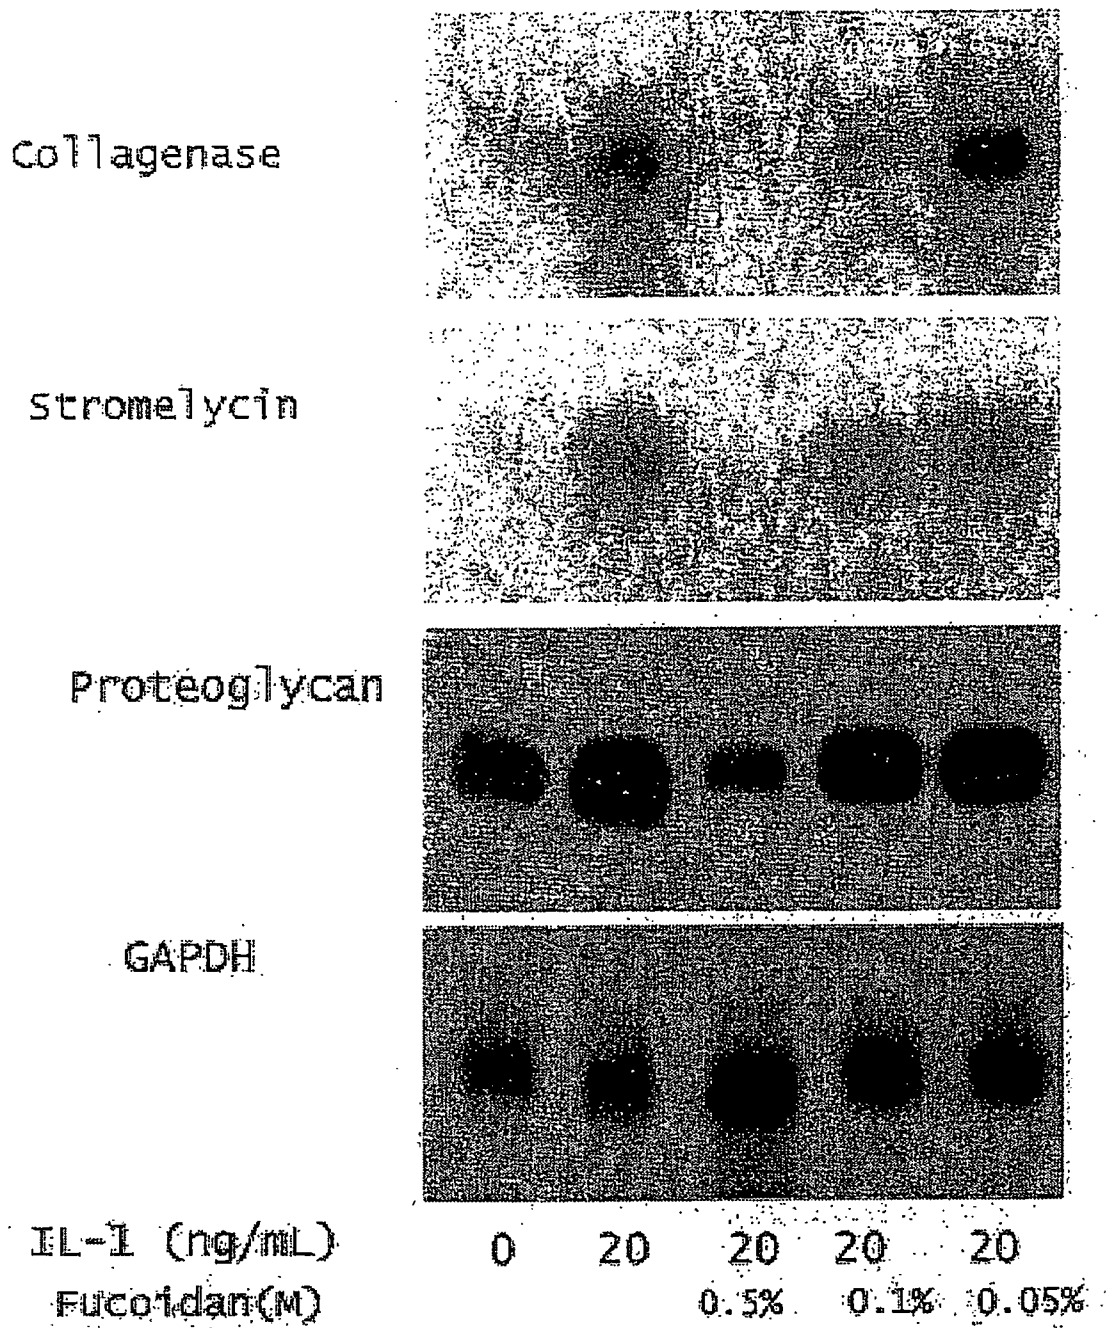 Collagenase
Stromelycin
Proteoglycan
GAPDH
IL-1 (ng/mL) 0 20 20 20 20
Fucoidan(M) 0.5% 0.1% 0.05%